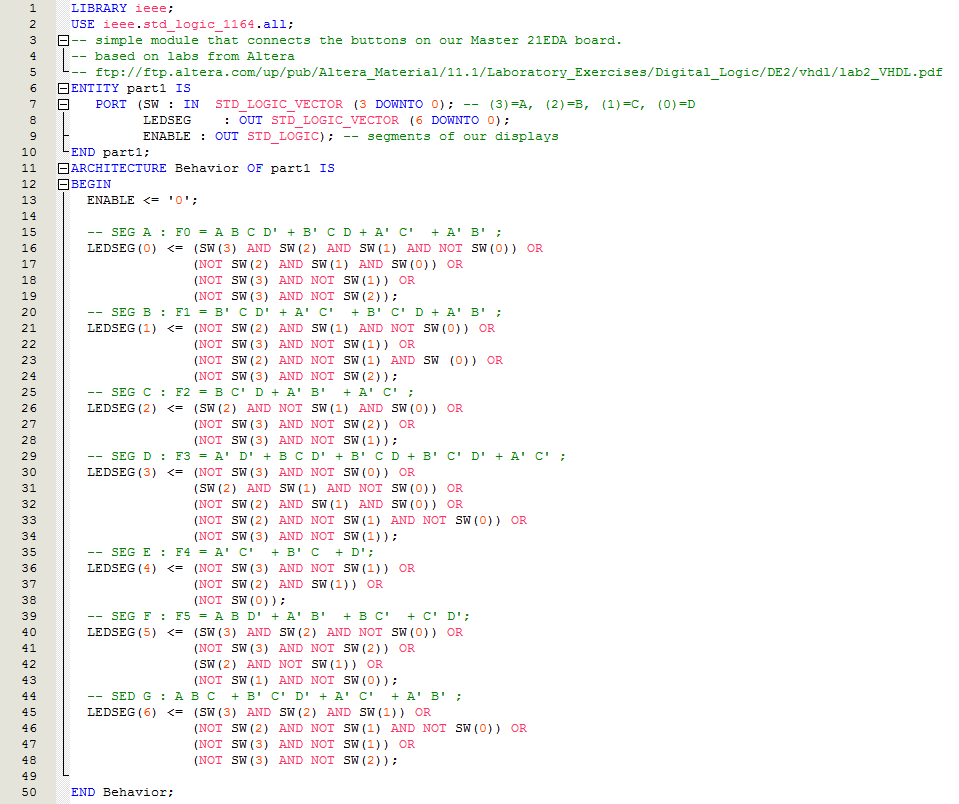 1 LIBRARY ieee;
2 USE ieee.std_logic_1164.all;
3 -- simple module that connects the buttons on our Master 21EDA board.
4 -- based on labs from Altera
5 -- ftp://ftp.altera.com/up/pub/Altera_Material/11.1/Laboratory_Exercises/Digital_Logic/DE2/vhdl/lab2_VHDL.pdf
6 ENTITY part1 IS
7 PORT (SW : IN STD_LOGIC_VECTOR (3 DOWNTO 0); -- (3)=A, (2)=B, (1)=C, (0)=D
8 LEDSEG : OUT STD_LOGIC_VECTOR (6 DOWNTO 0);
9 ENABLE : OUT STD_LOGIC); -- segments of our displays
10 END part1;
11 ARCHITECTURE Behavior OF part1 IS
12 BEGIN
13 ENABLE <= '0';
14
15 -- SEG A : F0 = A B C D' + B' C D + A' C' + A' B' ;
16 LEDSEG(0) <= (SW(3) AND SW(2) AND SW(1) AND NOT SW(0)) OR
17 (NOT SW(2) AND SW(1) AND SW(0)) OR
18 (NOT SW(3) AND NOT SW(1)) OR
19 (NOT SW(3) AND NOT SW(2));
20 -- SEG B : F1 = B' C D' + A' C' + B' C' D + A' B' ;
21 LEDSEG(1) <= (NOT SW(2) AND SW(1) AND NOT SW(0)) OR
22 (NOT SW(3) AND NOT SW(1)) OR
23 (NOT SW(2) AND NOT SW(1) AND SW (0)) OR
24 (NOT SW(3) AND NOT SW(2));
25 -- SEG C : F2 = B C' D + A' B' + A' C' ;
26 LEDSEG(2) <= (SW(2) AND NOT SW(1) AND SW(0)) OR
27 (NOT SW(3) AND NOT SW(2)) OR
28 (NOT SW(3) AND NOT SW(1));
29 -- SEG D : F3 = A' D' + B C D' + B' C D + B' C' D' + A' C' ;
30 LEDSEG(3) <= (NOT SW(3) AND NOT SW(0)) OR
31 (SW(2) AND SW(1) AND NOT SW(0)) OR
32 (NOT SW(2) AND SW(1) AND SW(0)) OR
33 (NOT SW(2) AND NOT SW(1) AND NOT SW(0)) OR
34 (NOT SW(3) AND NOT SW(1));
35 -- SEG E : F4 = A' C' + B' C + D';
36 LEDSEG(4) <= (NOT SW(3) AND NOT SW(1)) OR
37 (NOT SW(2) AND SW(1)) OR
38 (NOT SW(0));
39 -- SEG F : F5 = A B D' + A' B' + B C' + C' D';
40 LEDSEG(5) <= (SW(3) AND SW(2) AND NOT SW(0)) OR
41 (NOT SW(3) AND NOT SW(2)) OR
42 (SW(2) AND NOT SW(1)) OR
43 (NOT SW(1) AND NOT SW(0));
44 -- SED G : A B C + B' C' D' + A' C' + A' B' ;
45 LEDSEG(6) <= (SW(3) AND SW(2) AND SW(1)) OR
46 (NOT SW(2) AND NOT SW(1) AND NOT SW(0)) OR
47 (NOT SW(3) AND NOT SW(1)) OR
48 (NOT SW(3) AND NOT SW(2));
49
50 END Behavior;